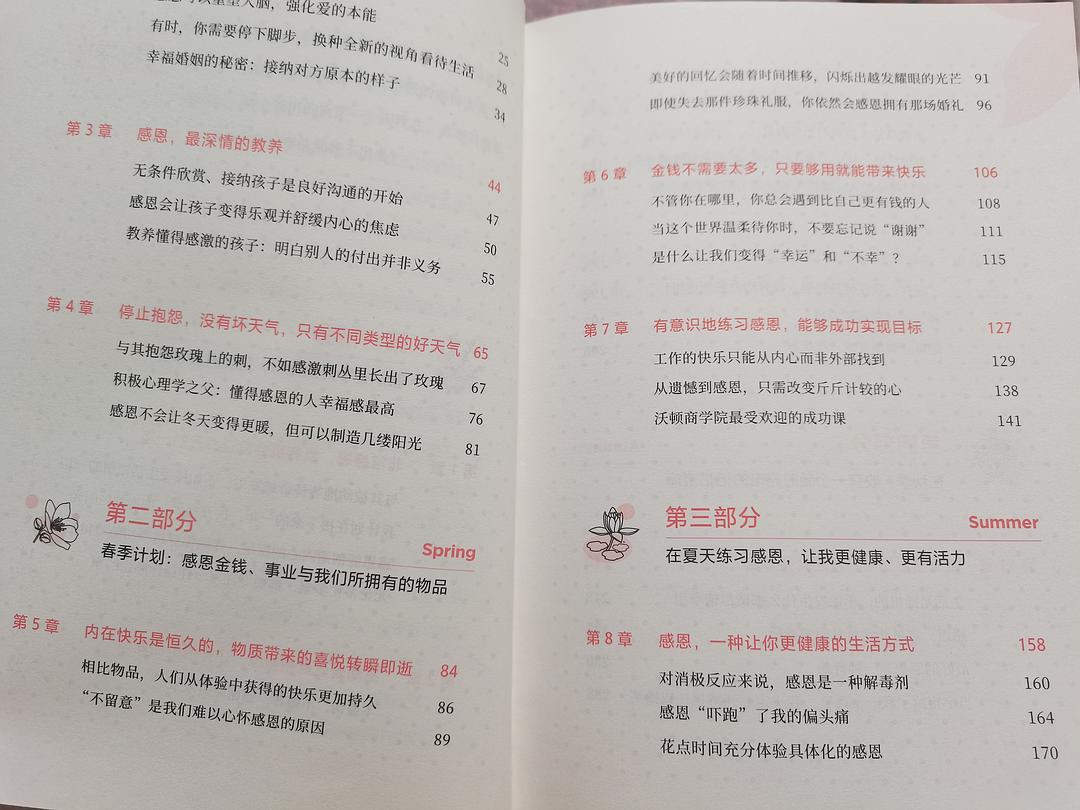 强化爱的本能
25
有时，你需要停下脚步，换种全新的视角看待生活 28
幸福婚姻的秘密：接纳对方原本的样子 34
第 3 章 感恩，最深情的教养 44
无条件欣赏、接纳孩子是良好沟通的开始 47
感恩会让孩子变得乐观并舒缓内心的焦虑 50
教养懂得感激的孩子：明白别人的付出并非义务 55
第 4 章 停止抱怨，没有坏天气，只有不同类型的好天气 65
与其抱怨玫瑰上的刺，不如感激刺丛里长出了玫瑰 67
积极心理学之父：懂得感恩的人幸福感最高 76
感恩不会让冬天变得更暖，但可以制造几缕阳光 81
第二部分 Spring
春季计划：感恩金钱、事业与我们所拥有的物品
第 5 章 内在快乐是恒久的，物质带来的喜悦转瞬即逝 84
相比物品，人们从体验中获得的快乐更加持久 86
“不留意”是我们难以心怀感恩的原因 89
美好的回忆会随着时间推移，闪烁出越发耀眼的光芒 91
即使失去那件珍珠礼服，你依然会感恩拥有那场婚礼 96
第 6 章 金钱不需要太多，只要够用就能带来快乐 106
不管你在哪里，你总会遇到比自己更有钱的人 108
当这个世界温柔待你时，不要忘记说“谢谢” 111
是什么让我们变得“幸运”和“不幸”？ 115
第 7 章 有意识地练习感恩，能够成功实现目标 127
工作的快乐只能从内心而非外部找到 129
从遗憾到感恩，只需改变斤斤计较的心 138
沃顿商学院最受欢迎的成功课 141
第三部分 Summer
在夏天练习感恩，让我更健康、更有活力
第 8 章 感恩，一种让你更健康的生活方式 158
对消极反应来说，感恩是一种解毒剂 160
感恩“吓跑”了我的偏头痛 164
花点时间充分体验具体化的感恩 170